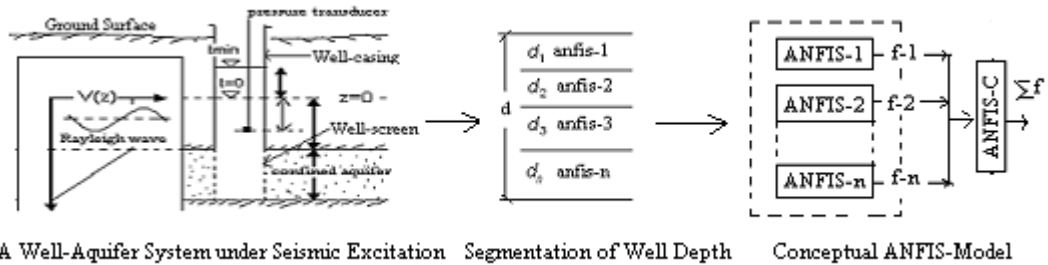 pressure transducer
Ground Surface
tmin
Well-casing
t=0
V(z)
z=0
Rayleigh wave
Well-screen
confined aquifer
d
d₁ anfis-1
d₂ anfis-2
d₃ anfis-3
anfis-n
ANFIS-1 f-1
ANFIS-2 f-2
ANFIS-n f-n
ANFIS-C
∑f
A Well-Aquifer System under Seismic Excitation
Segmentation of Well Depth
Conceptual ANFIS-Model